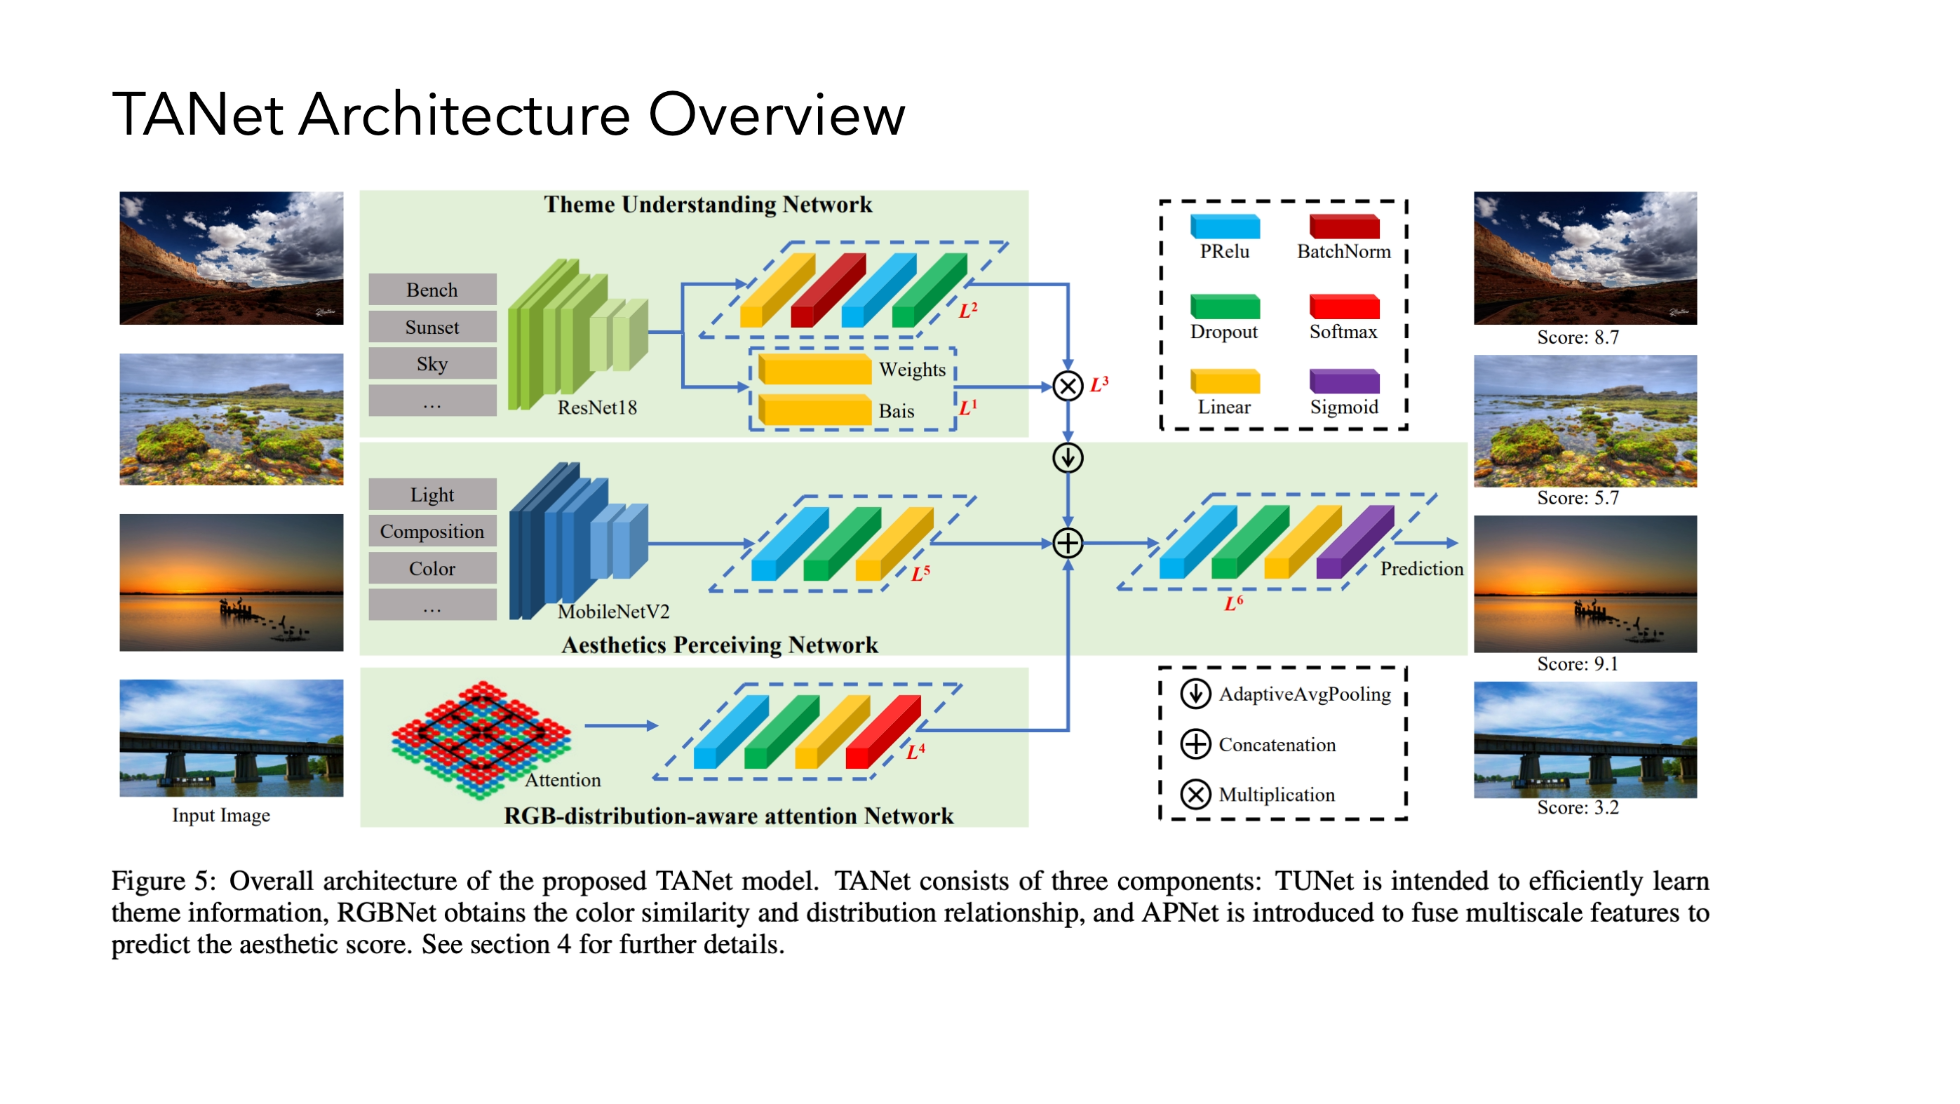 TANet Architecture Overview
Theme Understanding Network
Bench
Sunset
Sky
...
ResNet18
L2
Weights
Bais
L1
L3
PRelu
BatchNorm
Dropout
Softmax
Linear
Sigmoid
Score: 8.7
Light
Composition
Color
...
MobileNetV2
L5
L6
Prediction
Aesthetics Perceiving Network
Score: 5.7
Score: 9.1
Attention
L4
RGB-distribution-aware attention Network
AdaptiveAvgPooling
Concatenation
Multiplication
Score: 3.2
Input Image
Figure 5: Overall architecture of the proposed TANet model. TANet consists of three components: TUNet is intended to efficiently learn
theme information, RGBNet obtains the color similarity and distribution relationship, and APNet is introduced to fuse multiscale features to
predict the aesthetic score. See section 4 for further details.